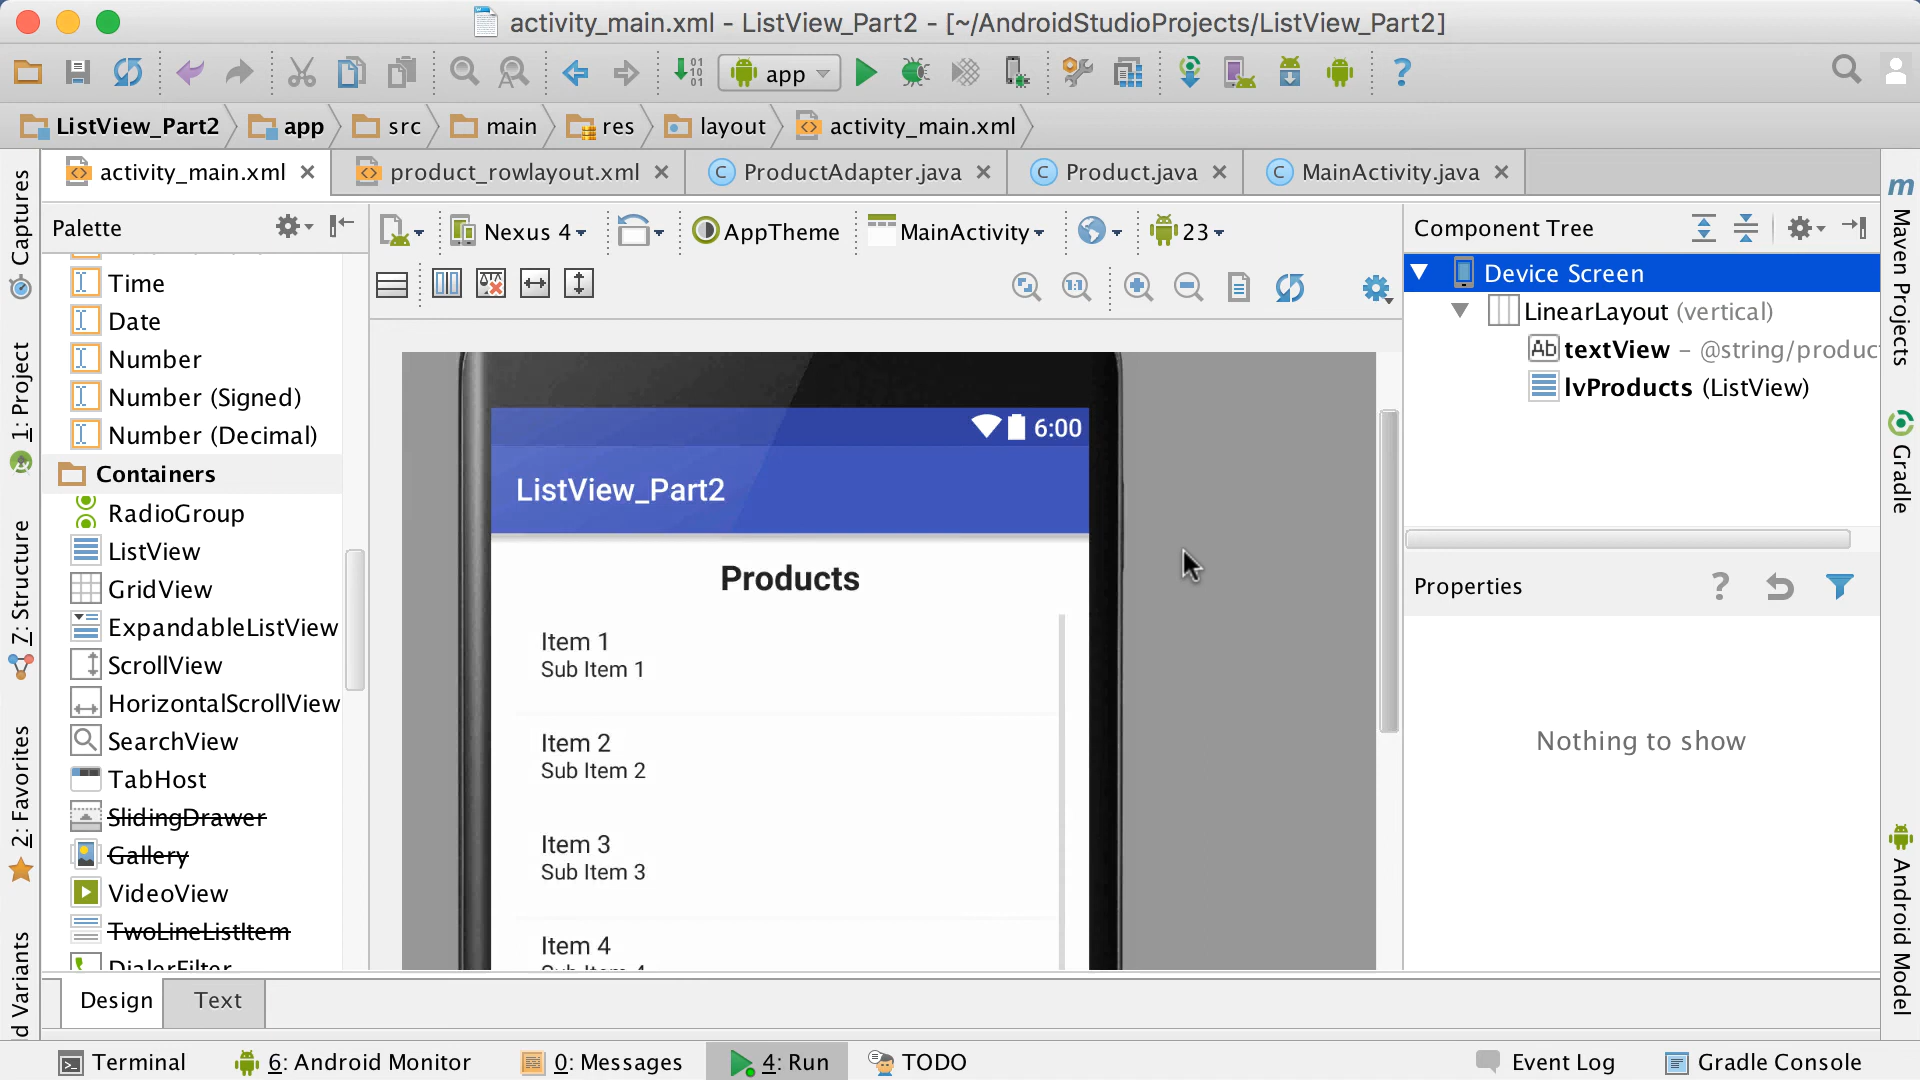 activity_main.xml - ListView_Part2 - [~/AndroidStudioProjects/ListView_Part2]
app
ListView_Part2 app src main res layout activity_main.xml
activity_main.xml product_rowlayout.xml ProductAdapter.java Product.java MainActivity.java
Palette
Nexus 4 AppTheme MainActivity 23
Component Tree
Time
Date
Number
Number (Signed)
Number (Decimal)
Containers
RadioGroup
ListView
GridView
ExpandableListView
ScrollView
HorizontalScrollView
SearchView
TabHost
SlidingDrawer
Gallery
VideoView
TwoLineListItem
DialerFilter
6:00
ListView_Part2
Products
Item 1
Sub Item 1
Item 2
Sub Item 2
Item 3
Sub Item 3
Item 4
Sub Item 4
Device Screen
LinearLayout (vertical)
textView – @string/produc
lvProducts (ListView)
Properties
Nothing to show
Captures
1: Project
7: Structure
2: Favorites
d Variants
Maven Projects
Gradle
Android Model
Design Text
Terminal 6: Android Monitor 0: Messages 4: Run TODO Event Log Gradle Console